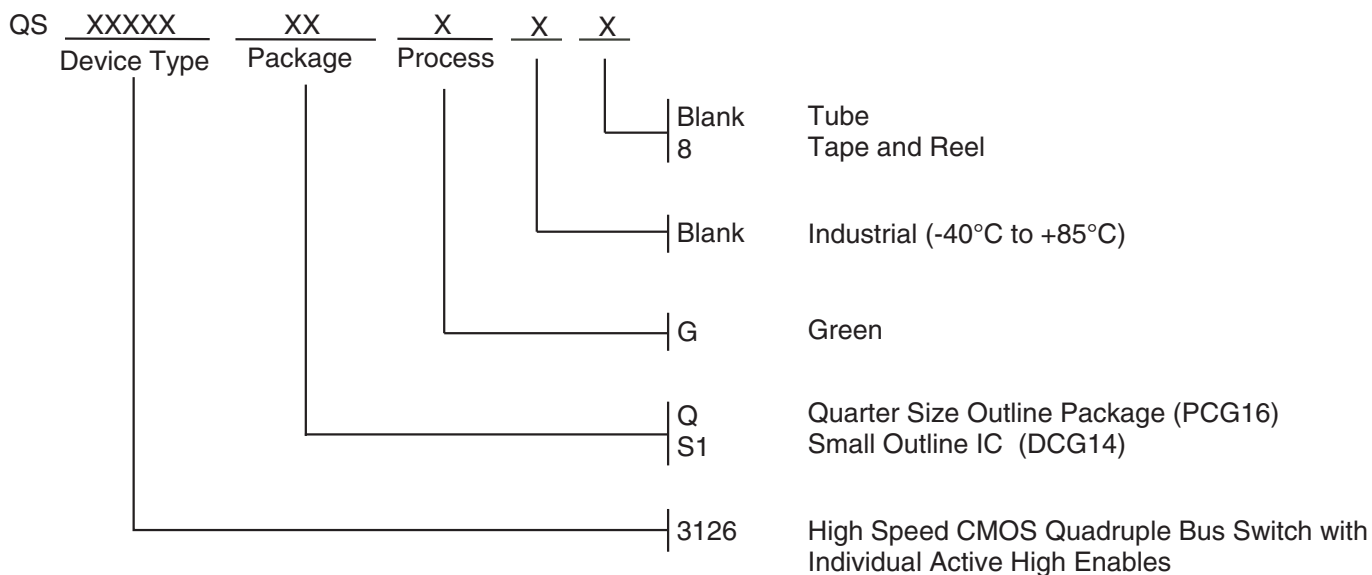 QS XXXXX XX X X X
Device Type Package Process
Blank Tube
8 Tape and Reel
Blank Industrial (-40°C to +85°C)
G Green
Q Quarter Size Outline Package (PCG16)
S1 Small Outline IC (DCG14)
3126 High Speed CMOS Quadruple Bus Switch with
Individual Active High Enables